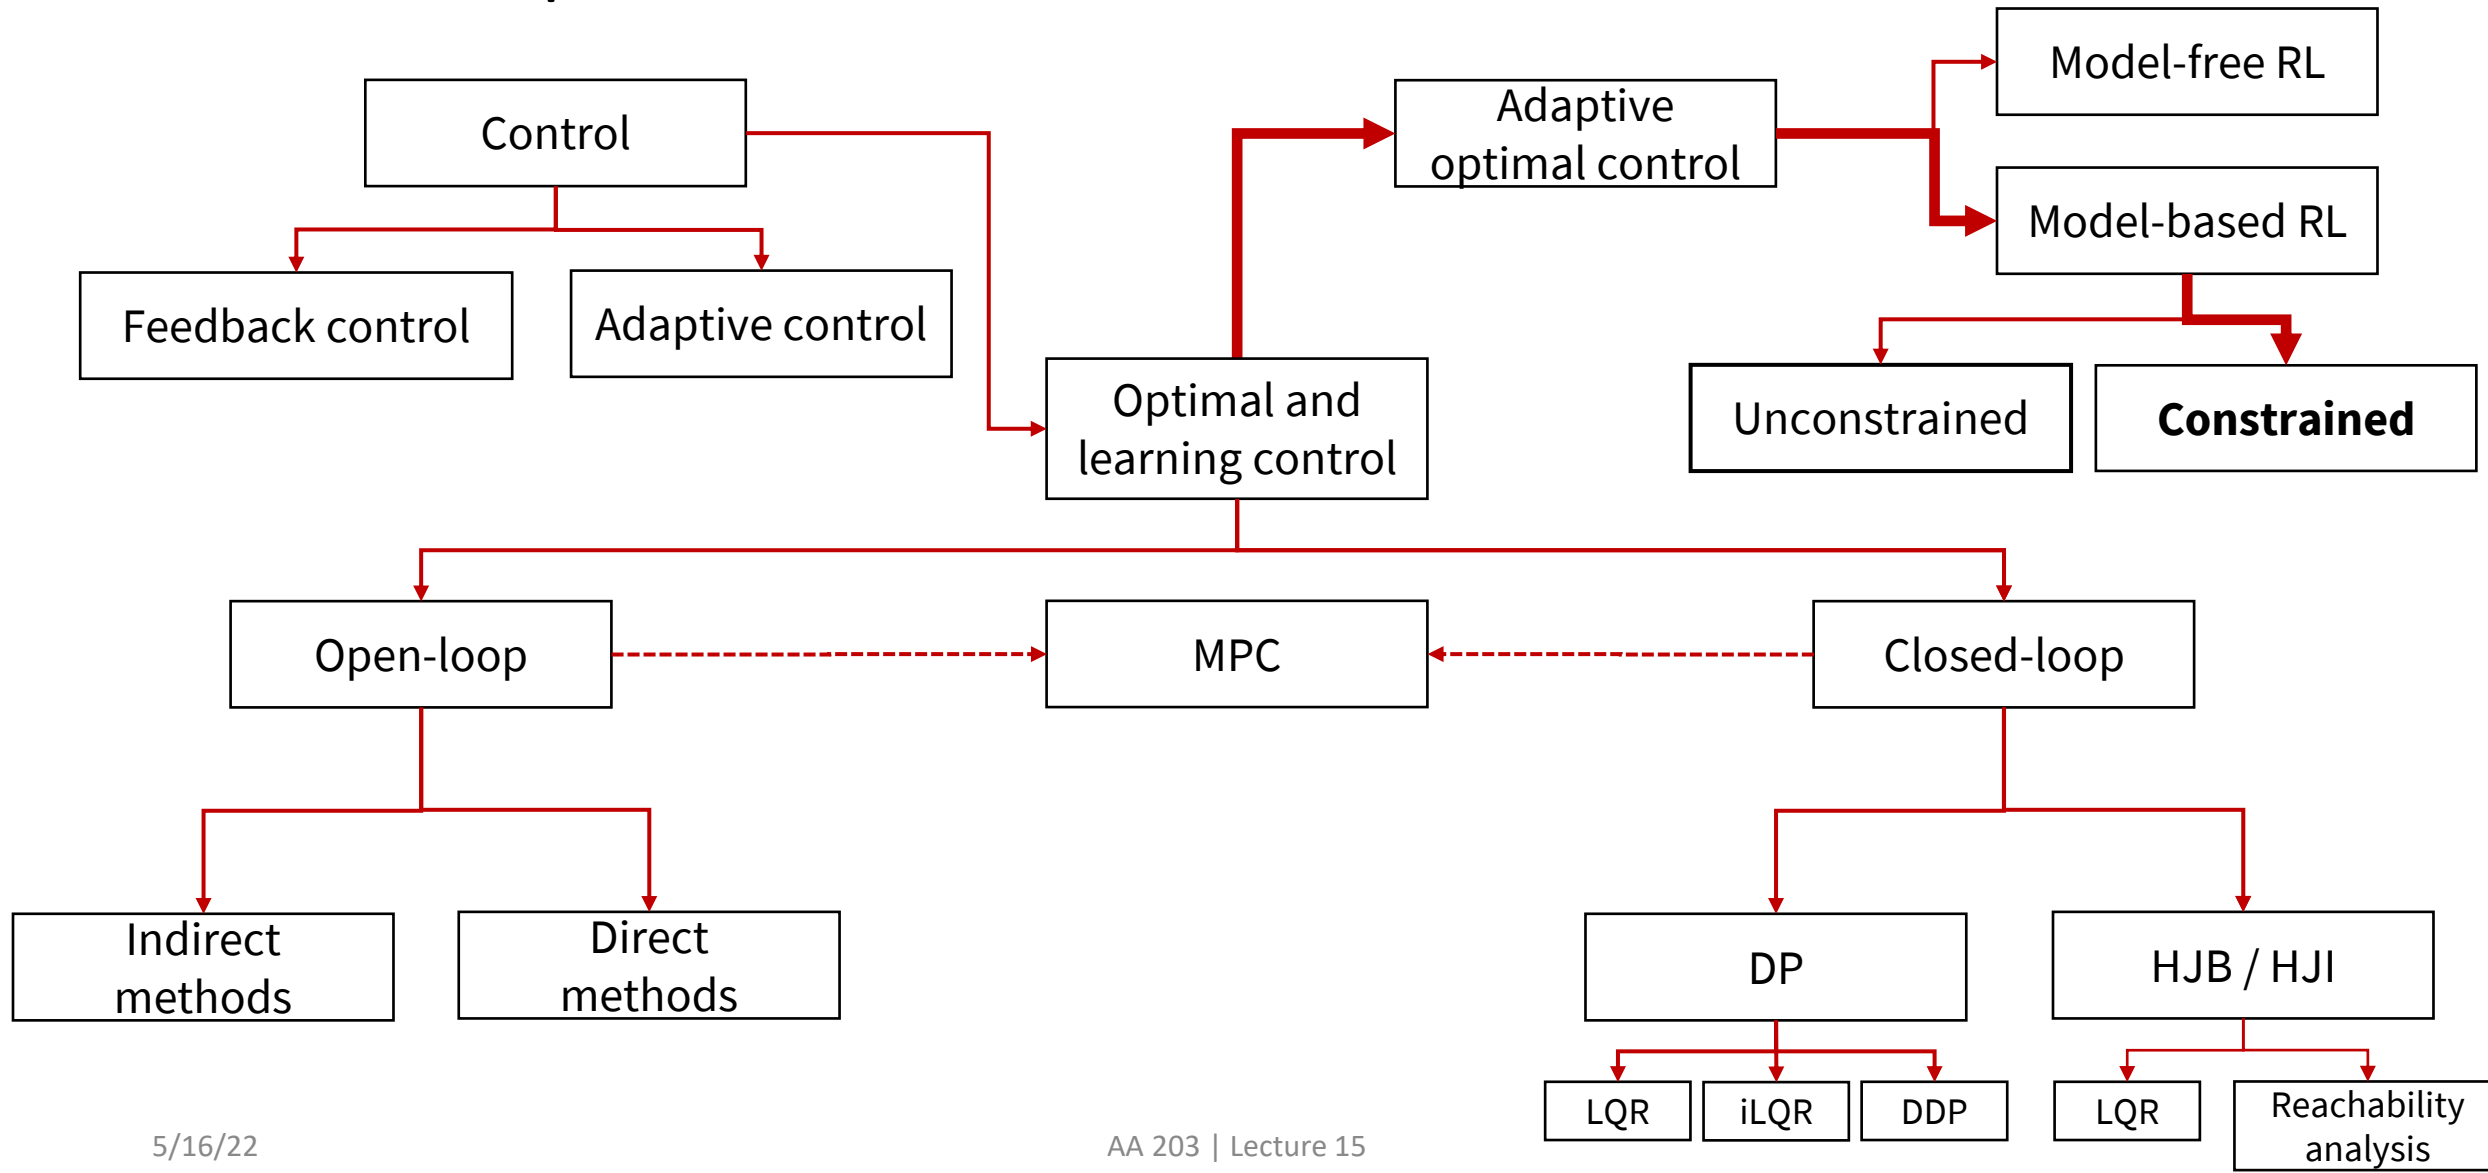 Model-free RL
Control
Adaptive
optimal control
Model-based RL
Feedback control
Adaptive control
Optimal and
learning control
Unconstrained
Constrained
Open-loop
MPC
Closed-loop
Indirect
methods
Direct
methods
DP
HJB / HJI
LQR
iLQR
DDP
LQR
Reachability
analysis
5/16/22
AA 203 | Lecture 15